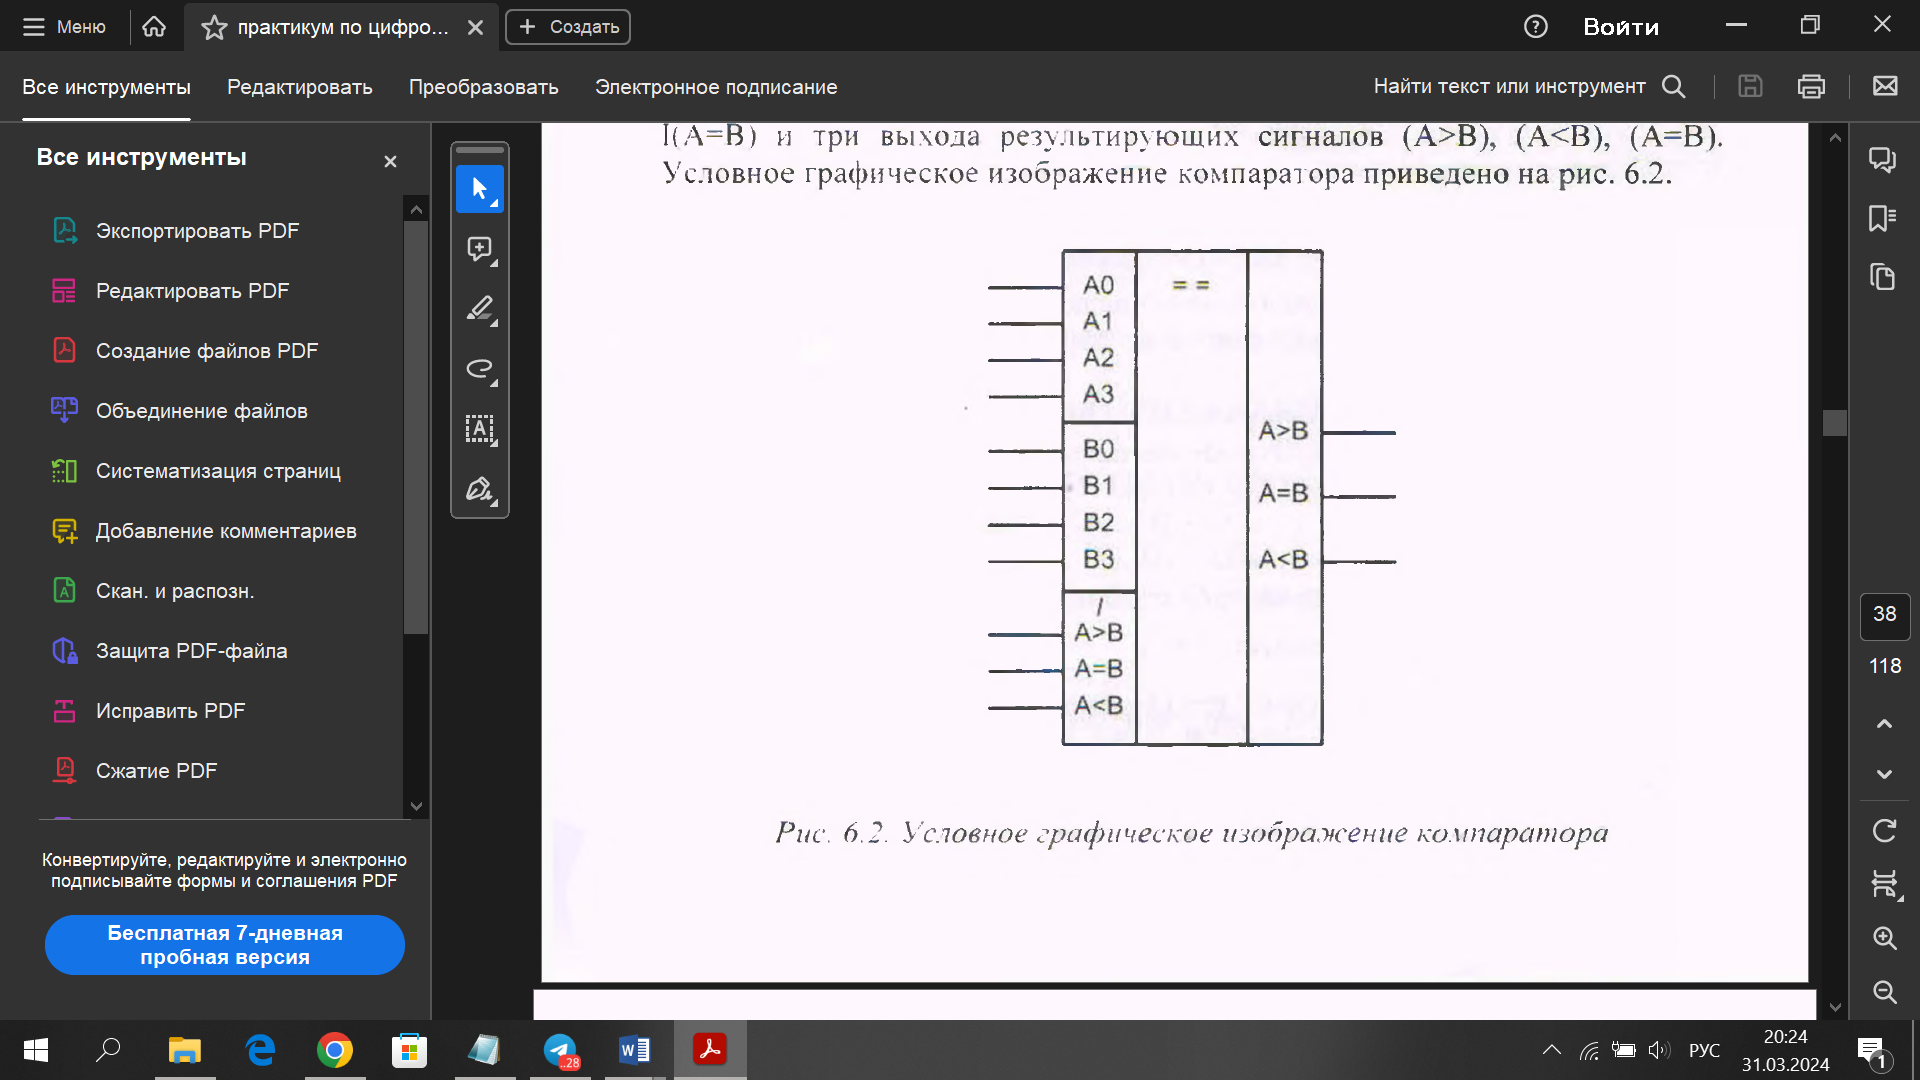 Меню
практикум по цифро...
Создать
Войти
Все инструменты
Редактировать
Преобразовать
Электронное подписание
Найти текст или инструмент
Все инструменты
Экспортировать PDF
Редактировать PDF
Создание файлов PDF
Объединение файлов
Систематизация страниц
Добавление комментариев
Скан. и распозн.
Защита PDF-файла
Исправить PDF
Сжатие PDF
Конвертируйте, редактируйте и электронно
подписывайте формы и соглашения PDF
Бесплатная 7-дневная
пробная версия
I(A=B) и три выхода результирующих сигналов (A>B), (A<B), (A=B).
Условное графическое изображение компаратора приведено на рис. 6.2.
A0
= =
A1
A2
A3
A>B
B0
B1
A=B
B2
B3
A<B
I
A>B
A=B
A<B
Рис. 6.2. Условное графическое изображение компаратора
38
118
..28
РУС
20:24
31.03.2024
1